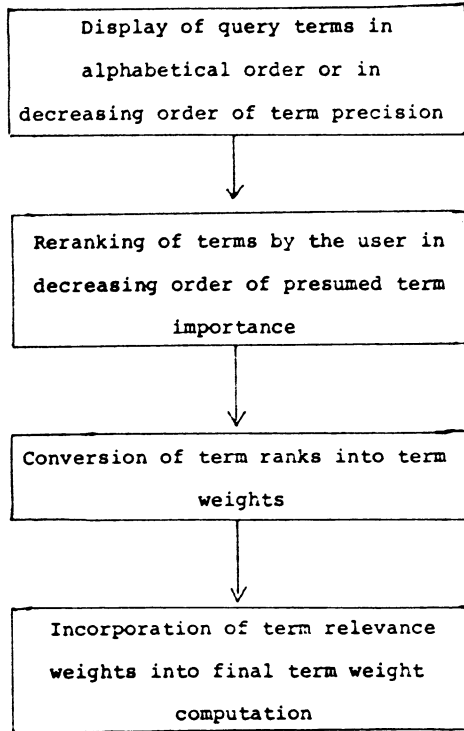 Display of query terms in
alphabetical order or in
decreasing order of term precision
Reranking of terms by the user in
decreasing order of presumed term
importance
Conversion of term ranks into term
weights
Incorporation of term relevance
weights into final term weight
computation